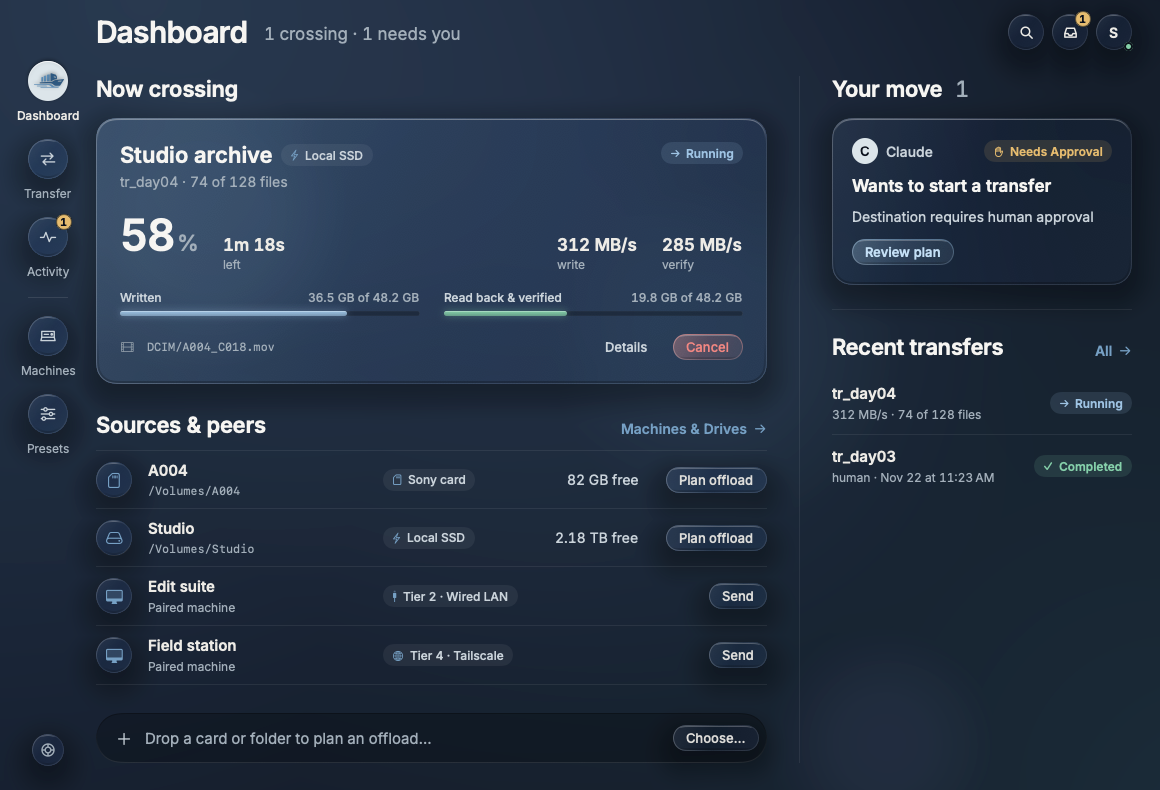 Dashboard 1 crossing · 1 needs you
1
S
Dashboard
Transfer
1
Activity
Machines
Presets
Now crossing
Studio archive Local SSD
→ Running
tr_day04 · 74 of 128 files
58%
1m 18s
left
312 MB/s
write
285 MB/s
verify
Written 36.5 GB of 48.2 GB
Read back & verified 19.8 GB of 48.2 GB
DCIM/A004_C018.mov
Details
Cancel
Sources & peers
Machines & Drives →
A004
/Volumes/A004
Sony card
82 GB free
Plan offload
Studio
/Volumes/Studio
Local SSD
2.18 TB free
Plan offload
Edit suite
Paired machine
Tier 2 · Wired LAN
Send
Field station
Paired machine
Tier 4 · Tailscale
Send
+ Drop a card or folder to plan an offload...
Choose...
Your move 1
C Claude
Needs Approval
Wants to start a transfer
Destination requires human approval
Review plan
Recent transfers
All →
tr_day04
312 MB/s · 74 of 128 files
→ Running
tr_day03
human · Nov 22 at 11:23 AM
✓ Completed